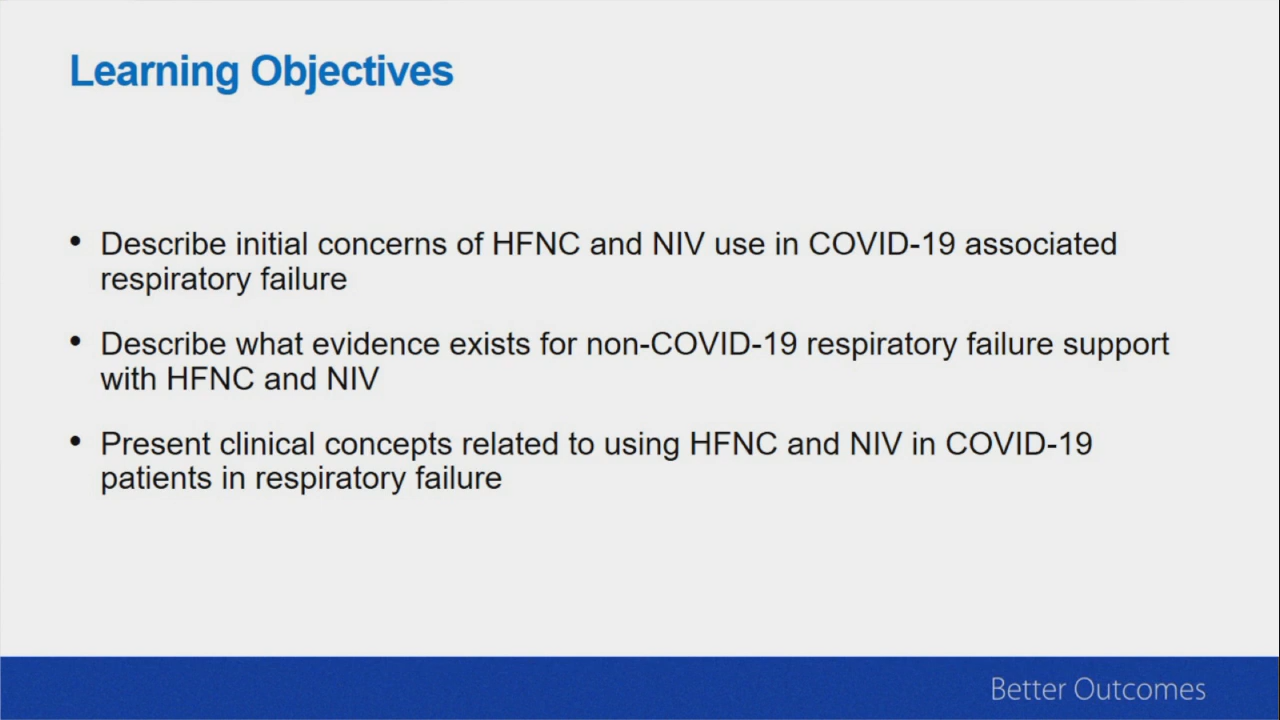 Learning Objectives
• Describe initial concerns of HFNC and NIV use in COVID-19 associated
respiratory failure
• Describe what evidence exists for non-COVID-19 respiratory failure support
with HFNC and NIV
• Present clinical concepts related to using HFNC and NIV in COVID-19
patients in respiratory failure
Better Outcomes